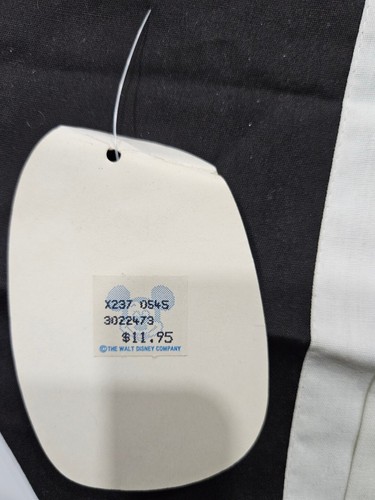 X237 0545
3022473
$11.95
©THE WALT DISNEY COMPANY